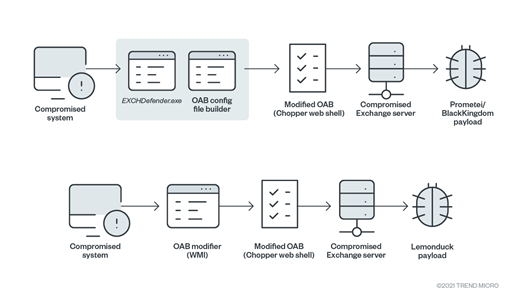 Compromised
system
EXCHDefender.exe
OAB config
file builder
Modified OAB
(Chopper web shell)
Compromised
Exchange server
Prometei/
BlackKingdom
payload
Compromised
system
OAB modifier
(WMI)
Modified OAB
(Chopper web shell)
Compromised
Exchange server
Lemonduck
payload
©2021 TREND MICRO